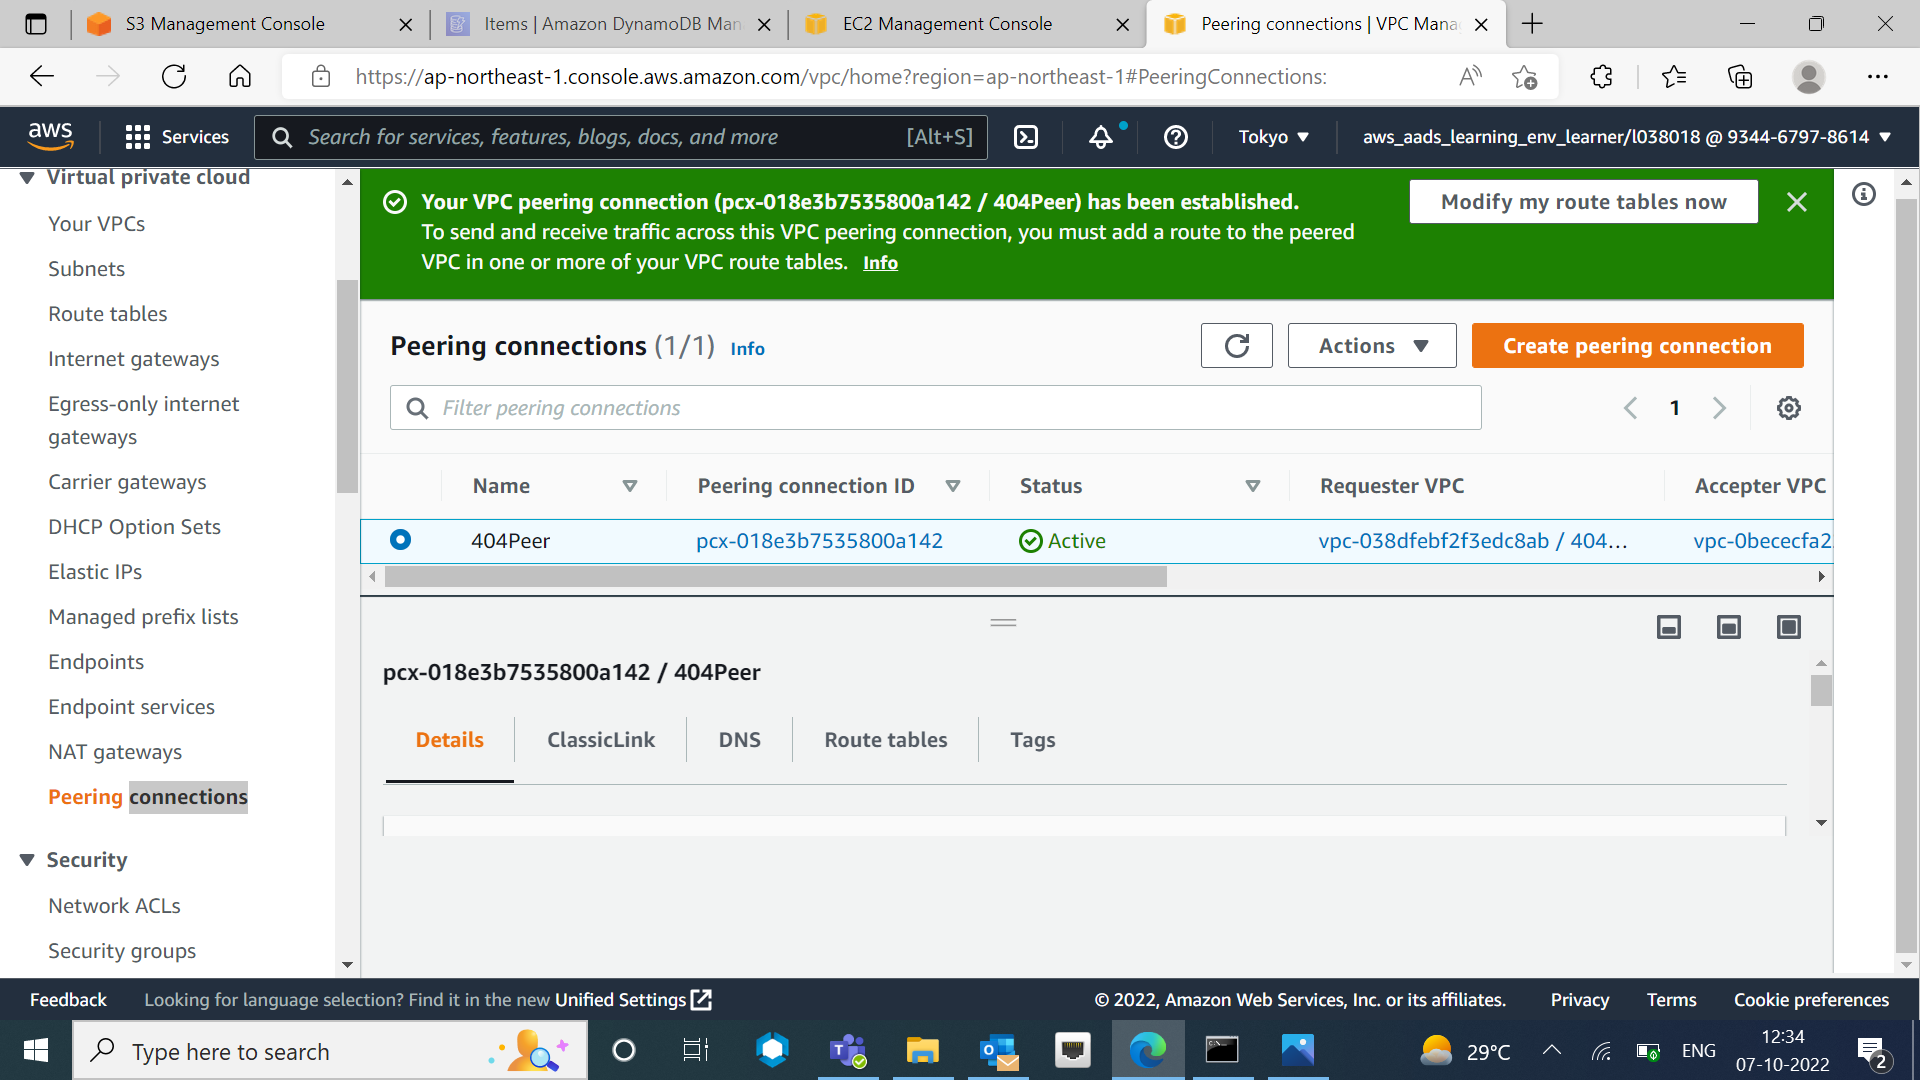 S3 Management Console
Items | Amazon DynamoDB Man
EC2 Management Console
Peering connections | VPC Mana
https://ap-northeast-1.console.aws.amazon.com/vpc/home?region=ap-northeast-1#PeeringConnections:
aws
Services
Search for services, features, blogs, docs, and more [Alt+S]
Tokyo
aws_aads_learning_env_learner/l038018 @ 9344-6797-8614
Virtual private cloud
Your VPCs
Subnets
Route tables
Internet gateways
Egress-only internet
gateways
Carrier gateways
DHCP Option Sets
Elastic IPs
Managed prefix lists
Endpoints
Endpoint services
NAT gateways
Peering connections
Security
Network ACLs
Security groups
Your VPC peering connection (pcx-018e3b7535800a142 / 404Peer) has been established.
To send and receive traffic across this VPC peering connection, you must add a route to the peered
VPC in one or more of your VPC route tables. Info
Modify my route tables now
Peering connections (1/1) Info
Actions
Create peering connection
Filter peering connections
1
Name Peering connection ID Status Requester VPC Accepter VPC
404Peer pcx-018e3b7535800a142 Active vpc-038dfebf2f3edc8ab / 404... vpc-0bececfa2
pcx-018e3b7535800a142 / 404Peer
Details ClassicLink DNS Route tables Tags
Feedback Looking for language selection? Find it in the new Unified Settings
© 2022, Amazon Web Services, Inc. or its affiliates. Privacy Terms Cookie preferences
Type here to search
29°C
ENG
12:34
07-10-2022
2